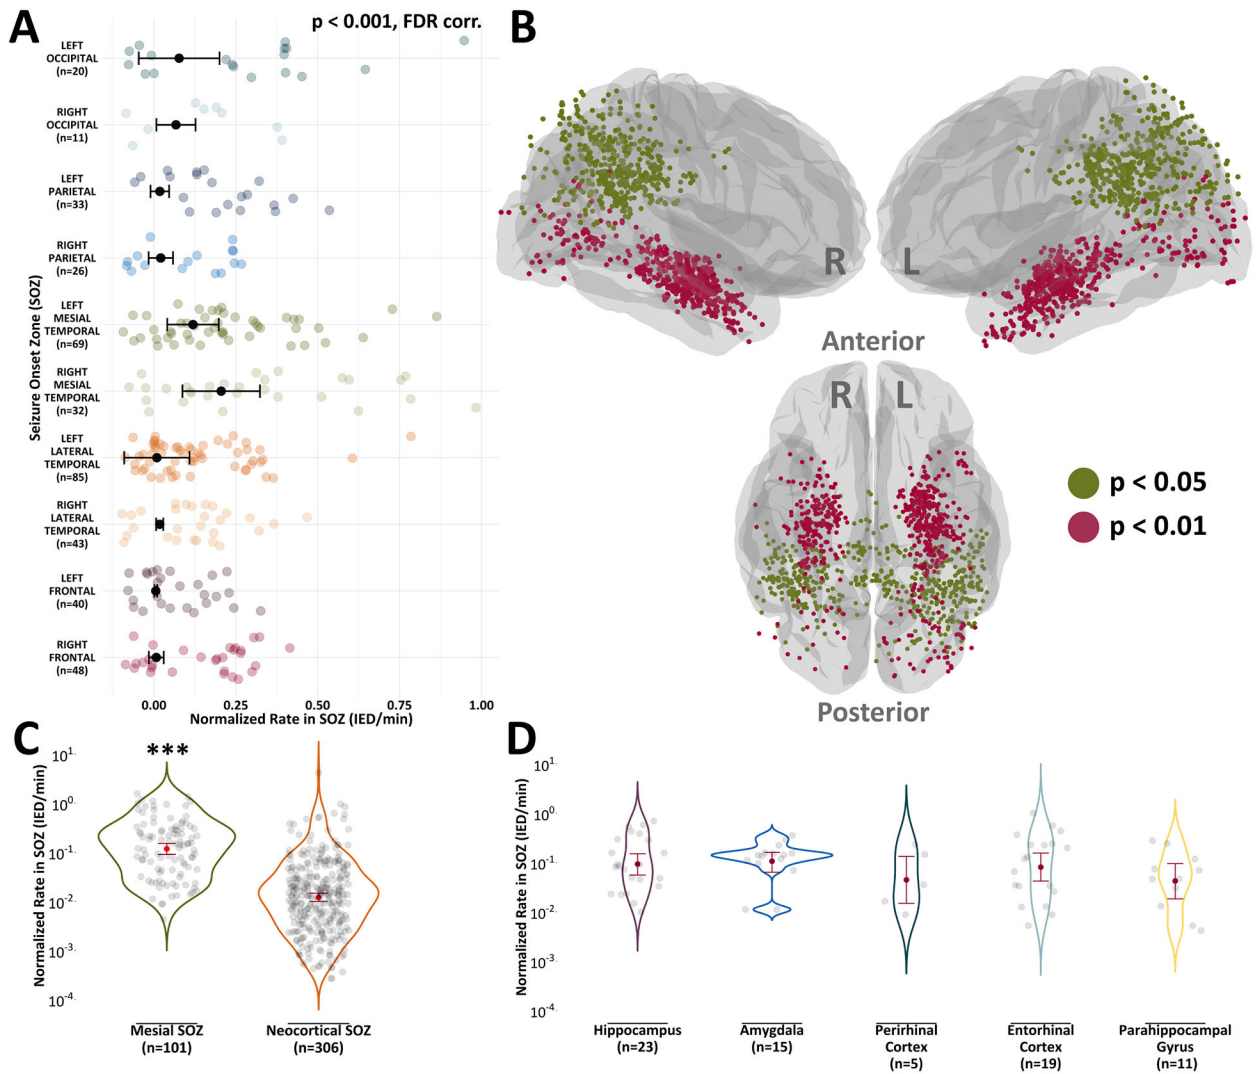 A
p < 0.001, FDR corr.
Seizure Onset Zone (SOZ)
LEFT
OCCIPITAL
(n=20)
RIGHT
OCCIPITAL
(n=11)
LEFT
PARIETAL
(n=33)
RIGHT
PARIETAL
(n=26)
LEFT
MESIAL
TEMPORAL
(n=69)
RIGHT
MESIAL
TEMPORAL
(n=32)
LEFT
LATERAL
TEMPORAL
(n=85)
RIGHT
LATERAL
TEMPORAL
(n=43)
LEFT
FRONTAL
(n=40)
RIGHT
FRONTAL
(n=48)
0.00 0.25 0.50 0.75 1.00
Normalized Rate in SOZ (IED/min)
B
R L
Anterior
R L
p < 0.05
p < 0.01
Posterior
C
Normalized Rate in SOZ (IED/min)
***
10¹
10⁰
10⁻¹
10⁻²
10⁻³
10⁻⁴
Mesial SOZ
(n=101)
Neocortical SOZ
(n=306)
D
Normalized Rate in SOZ (IED/min)
10¹
10⁰
10⁻¹
10⁻²
10⁻³
10⁻⁴
Hippocampus
(n=23)
Amygdala
(n=15)
Perirhinal
Cortex
(n=5)
Entorhinal
Cortex
(n=19)
Parahippocampal
Gyrus
(n=11)